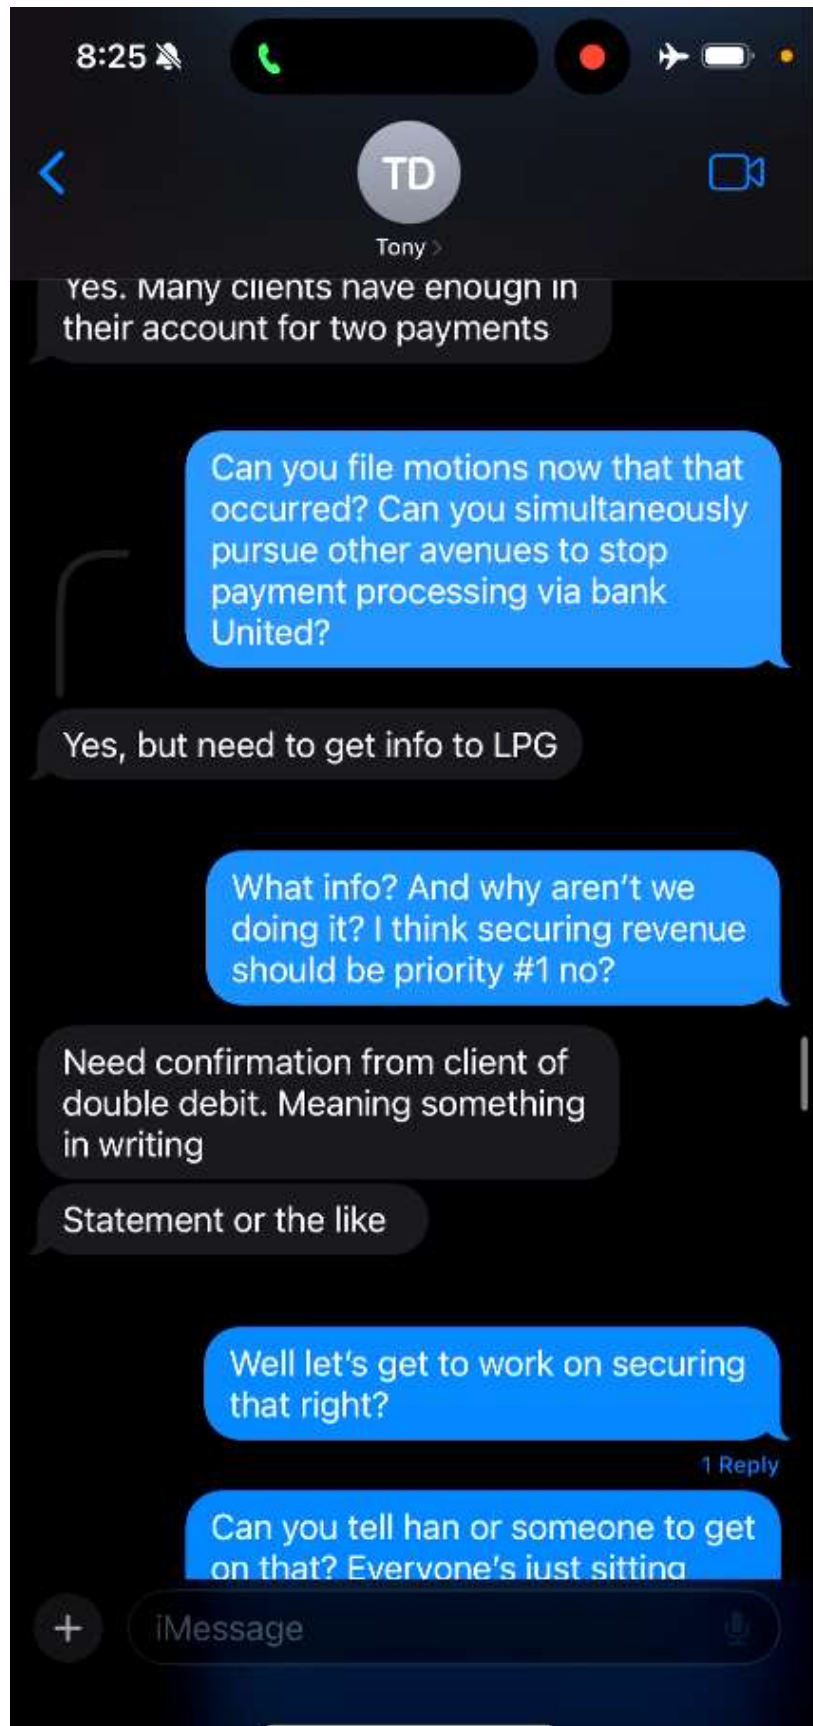 8:25
TD
Tony
Yes. Many clients have enough in
their account for two payments
Can you file motions now that that
occurred? Can you simultaneously
pursue other avenues to stop
payment processing via bank
United?
Yes, but need to get info to LPG
What info? And why aren't we
doing it? I think securing revenue
should be priority #1 no?
Need confirmation from client of
double debit. Meaning something
in writing
Statement or the like
Well let's get to work on securing
that right?
1 Reply
Can you tell han or someone to get
on that? Everyone's just sitting
iMessage